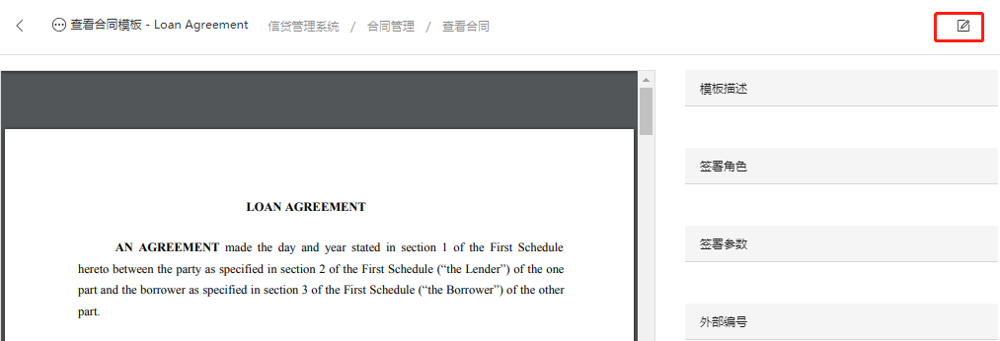 查看合同模板 - Loan Agreement 信贷管理系统 / 合同管理 / 查看合同
LOAN AGREEMENT
AN AGREEMENT made the day and year stated in section 1 of the First Schedule
hereto between the party as specified in section 2 of the First Schedule (“the Lender”) of the one
part and the borrower as specified in section 3 of the First Schedule (“the Borrower”) of the other
part.
模板描述
签署角色
签署参数
外部编号